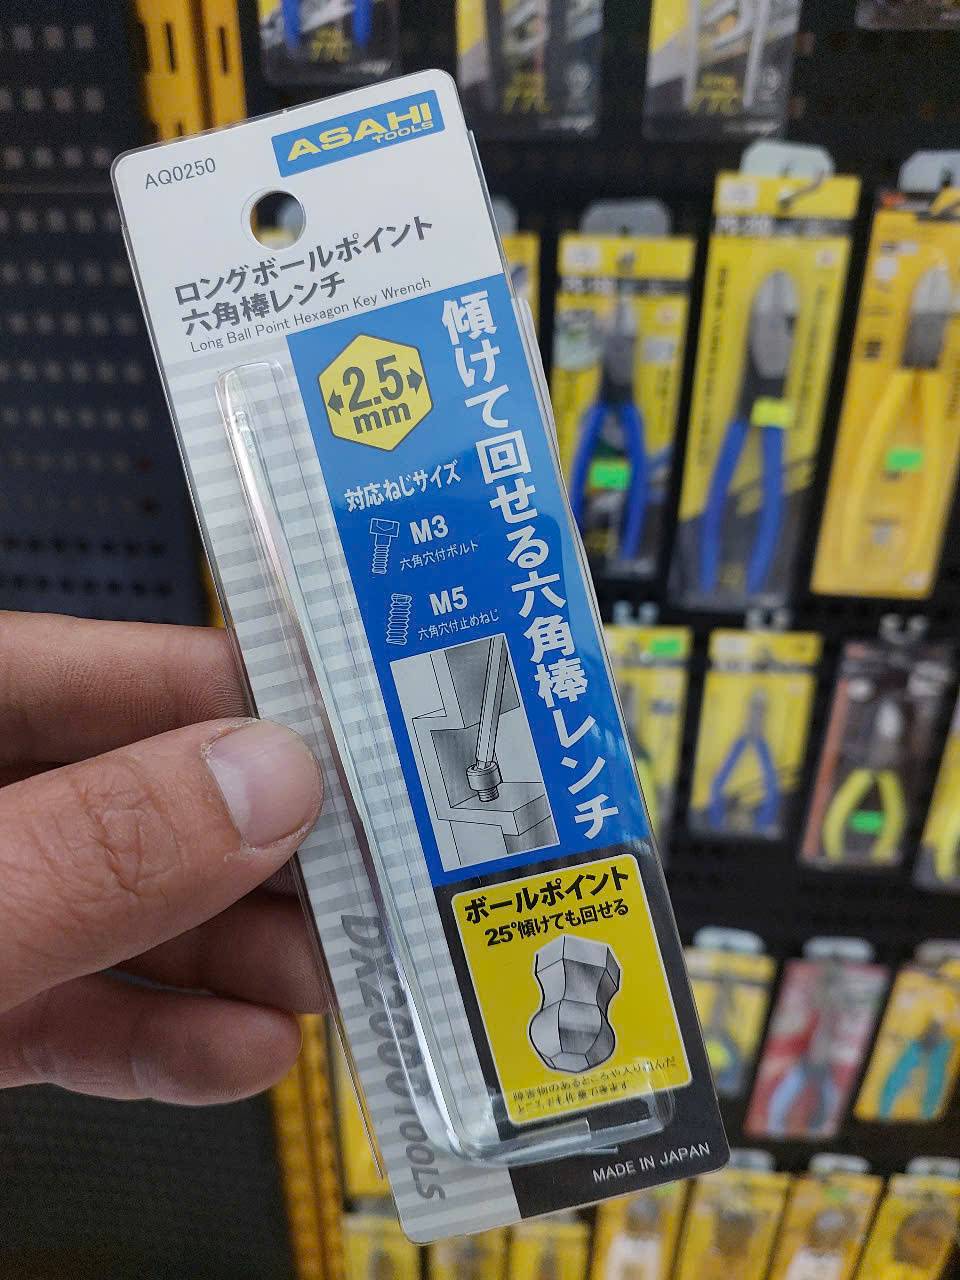 ASAHI
TOOLS
AQ0250
ロングボールポイント
六角棒レンチ
Long Ball Point Hexagon Key Wrench
傾けて回せる六角棒レンチ
2.5
mm
対応ねじサイズ
M3
六角穴付ボルト
M5
六角穴付止めねじ
ボールポイント
25°傾けても回せる
MADE IN JAPAN